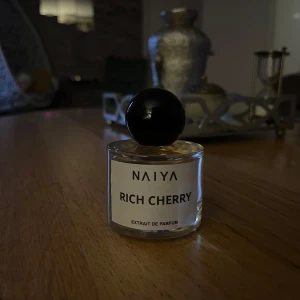 NAIYA
RICH CHERRY
EXTRAIT DE PARFUM